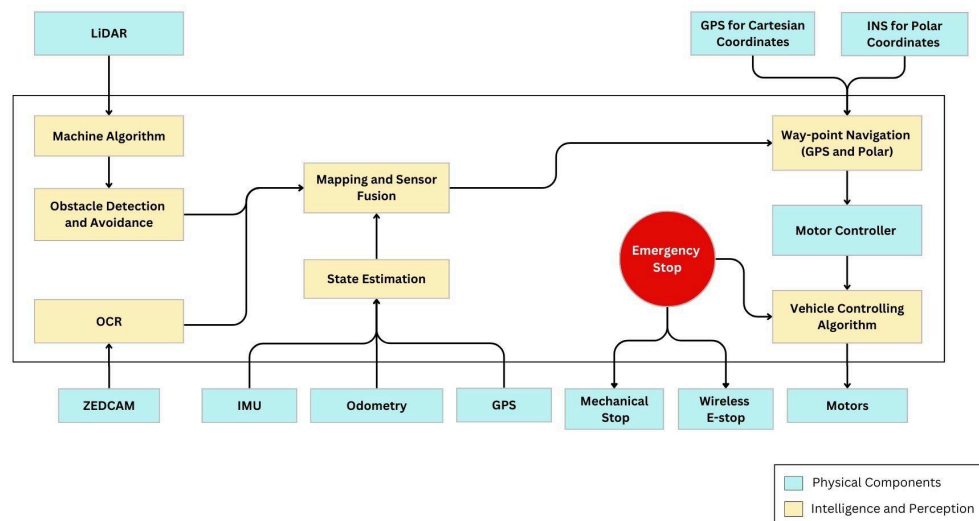 LiDAR
GPS for Cartesian
Coordinates
INS for Polar
Coordinates
Machine Algorithm
Way-point Navigation
(GPS and Polar)
Mapping and Sensor
Fusion
Obstacle Detection
and Avoidance
Motor Controller
Emergency
Stop
State Estimation
OCR
Vehicle Controlling
Algorithm
ZEDCAM
IMU
Odometry
GPS
Mechanical
Stop
Wireless
E-stop
Motors
Physical Components
Intelligence and Perception